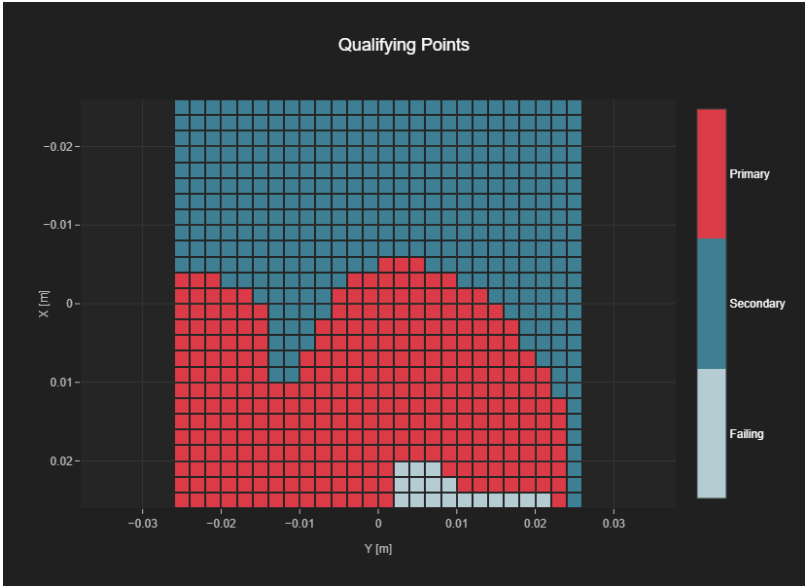 Qualifying Points
−0.02
−0.01
0
0.01
0.02
X [m]
−0.03
−0.02
−0.01
0
0.01
0.02
0.03
Y [m]
Primary
Secondary
Failing